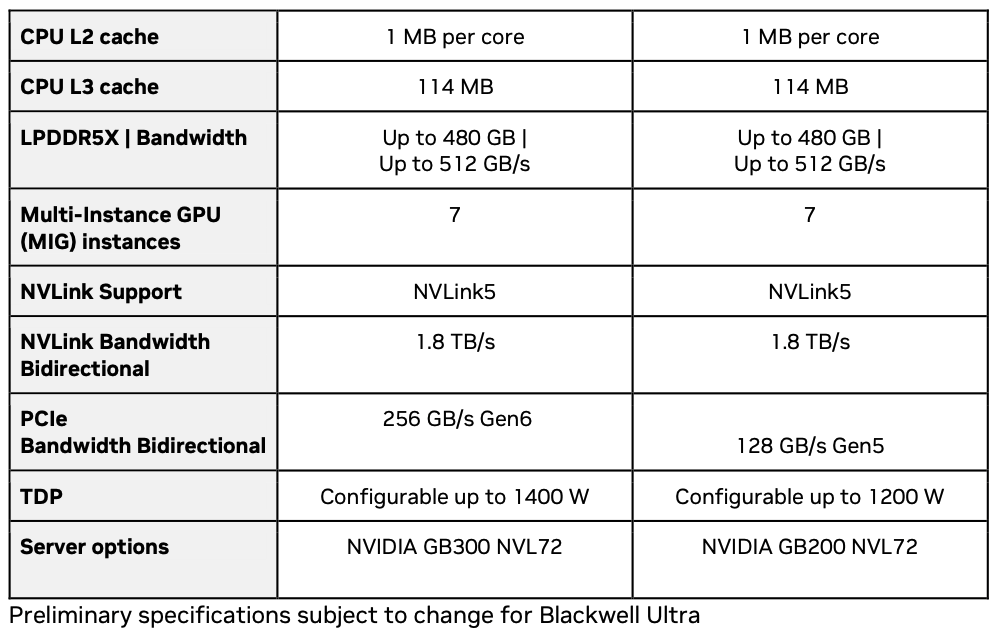 CPU L2 cache 1 MB per core 1 MB per core
CPU L3 cache 114 MB 114 MB
LPDDR5X | Bandwidth Up to 480 GB | Up to 480 GB |
Up to 512 GB/s Up to 512 GB/s
Multi-Instance GPU 7 7
(MIG) instances
NVLink Support NVLink5 NVLink5
NVLink Bandwidth 1.8 TB/s 1.8 TB/s
Bidirectional
PCIe 256 GB/s Gen6
Bandwidth Bidirectional 128 GB/s Gen5
TDP Configurable up to 1400 W Configurable up to 1200 W
Server options NVIDIA GB300 NVL72 NVIDIA GB200 NVL72
Preliminary specifications subject to change for Blackwell Ultra